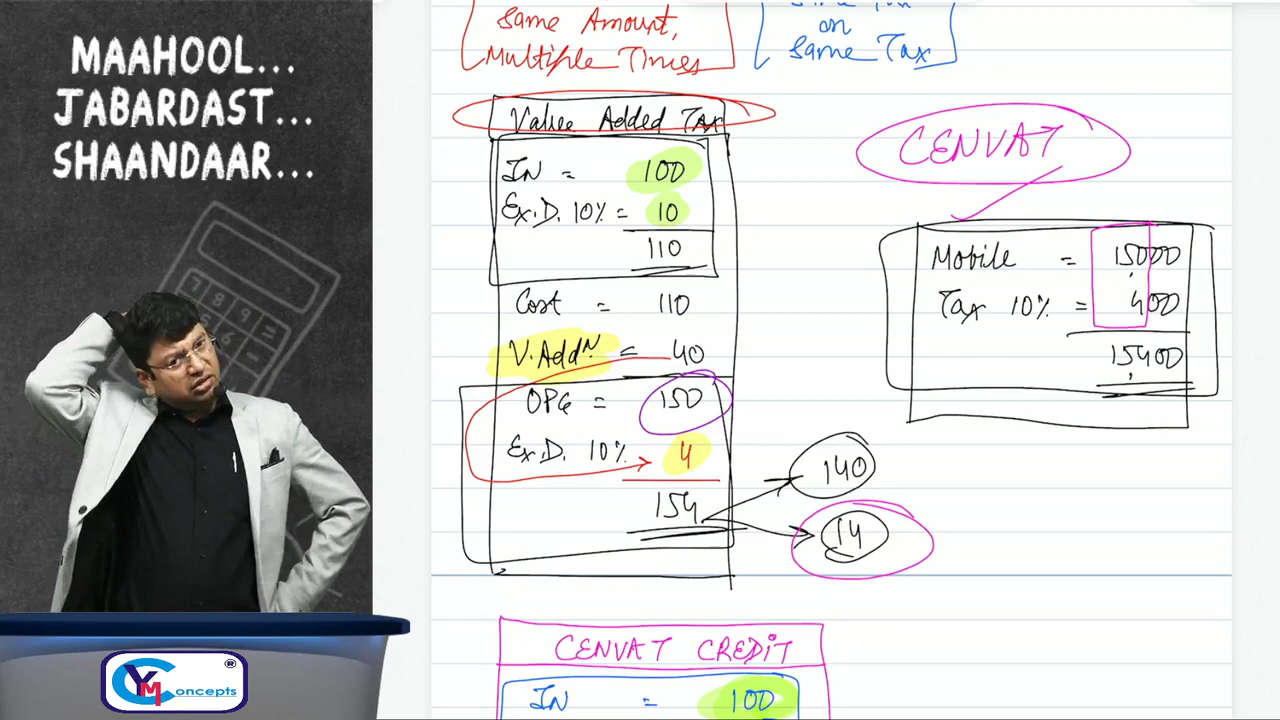 MAAHOOL...
JABARDAST...
SHAANDAAR...
Same Amount,
Multiple Times
on
Same Tax
Value Added Tax
IN = 100
Ex.D. 10% = 10
110
Cost = 110
V.Addⁿ = 40
OPG = 150
Ex.D. 10% 4
154
140
14
CENVAT
Mobile = 15000
Tax 10% = 400
15400
CENVAT CREDIT
IN = 100
YMC
Concepts
®